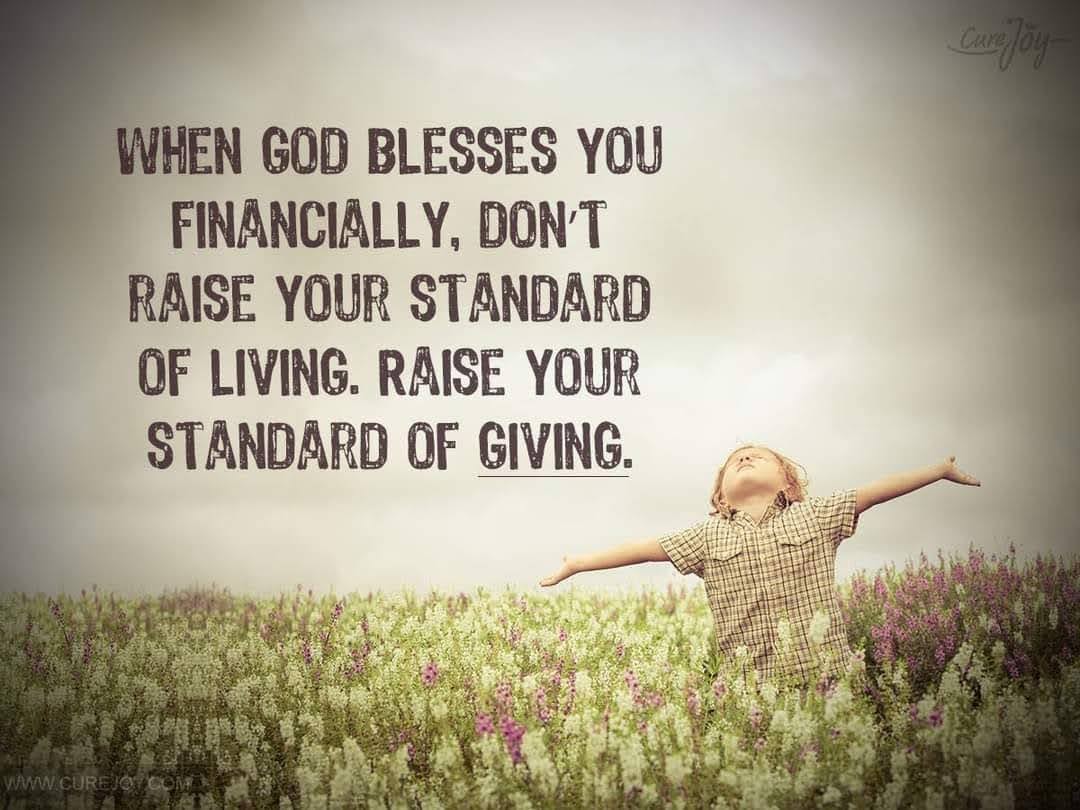 Cure Joy
WHEN GOD BLESSES YOU
FINANCIALLY, DON'T
RAISE YOUR STANDARD
OF LIVING. RAISE YOUR
STANDARD OF GIVING.
WWW.CUREJOY.COM